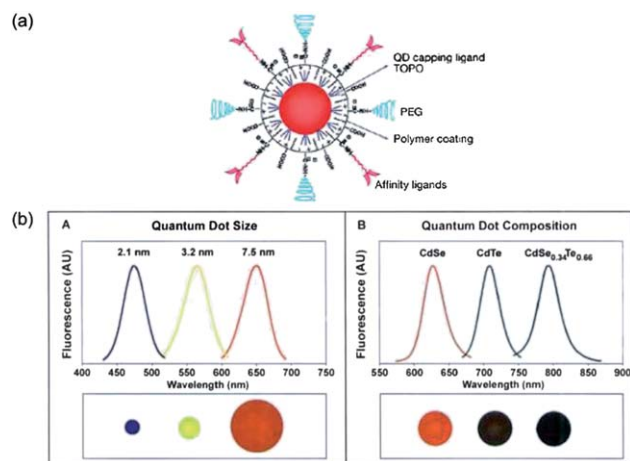 (a)
QD capping ligand
TOPO
PEG
Polymer coating
Affinity ligands
(b)
A
Quantum Dot Size
2.1 nm
3.2 nm
7.5 nm
Fluorescence (AU)
400 450 500 550 600 650 700 750
Wavelength (nm)
B
Quantum Dot Composition
CdSe
CdTe
CdSe0.34Te0.66
Fluorescence (AU)
550 600 650 700 750 800 850 900
Wavelength (nm)